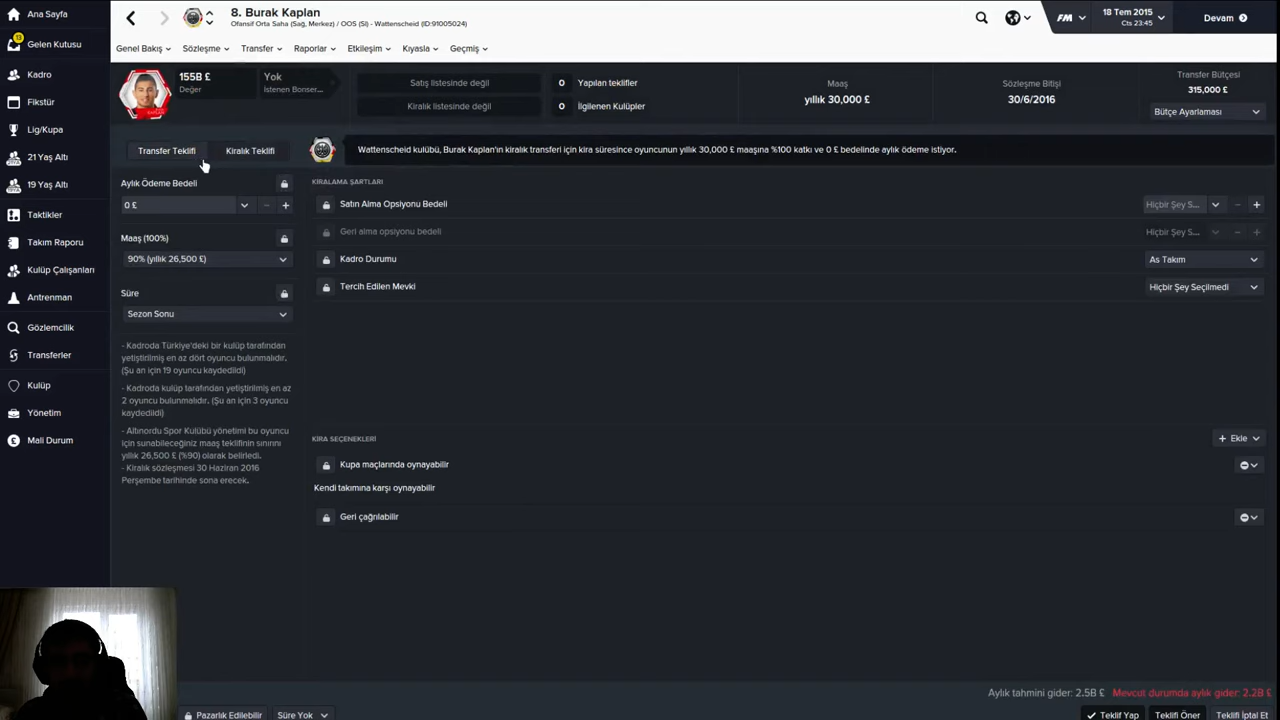 Ana Sayfa
13
Gelen Kutusu
Kadro
Fikstür
Lig/Kupa
21 Yaş Altı
19 Yaş Altı
Taktikler
Takım Raporu
Kulüp Çalışanları
Antrenman
Gözlemcilik
Transferler
Kulüp
Yönetim
Mali Durum
8. Burak Kaplan
Ofansif Orta Saha (Sağ, Merkez) / OOS (Sl) - Wattenscheid (ID:91005024)
FM
18 Tem 2015
Cts 23:45
Devam
Genel Bakış
Sözleşme
Transfer
Raporlar
Etkileşim
Kıyasla
Geçmiş
155B £
Değer
Yok
İstenen Bonser...
Satış listesinde değil
Kiralık listesinde değil
0 Yapılan teklifler
0 İlgilenen Kulüpler
Maaş
yıllık 30,000 £
Sözleşme Bitişi
30/6/2016
Transfer Bütçesi
315,000 £
Bütçe Ayarlaması
Transfer Teklifi
Kiralık Teklifi
Wattenscheid kulübü, Burak Kaplan'ın kiralık transferi için kira süresince oyuncunun yıllık 30,000 £ maaşına %100 katkı ve 0 £ bedelinde aylık ödeme istiyor.
Aylık Ödeme Bedeli
0 £
Maaş (100%)
90% (yıllık 26,500 £)
Süre
Sezon Sonu
- Kadroda Türkiye'deki bir kulüp tarafından
yetiştirilmiş en az dört oyuncu bulunmalıdır.
(Şu an için 19 oyuncu kaydedildi)
- Kadroda kulüp tarafından yetiştirilmiş en az
2 oyuncu bulunmalıdır. (Şu an için 3 oyuncu
kaydedildi)
- Altınordu Spor Kulübü yönetimi bu oyuncu
için sunabileceğiniz maaş teklifinin sınırını
yıllık 26,500 £ (%90) olarak belirledi.
- Kiralık sözleşmesi 30 Haziran 2016
Perşembe tarihinde sona erecek.
KİRALAMA ŞARTLARI
Satın Alma Opsiyonu Bedeli
Hiçbir Şey S...
Geri alma opsiyonu bedeli
Hiçbir Şey S...
Kadro Durumu
As Takım
Tercih Edilen Mevki
Hiçbir Şey Seçilmedi
KİRA SEÇENEKLERİ
Ekle
Kupa maçlarında oynayabilir
Kendi takımına karşı oynayabilir
Geri çağrılabilir
Aylık tahmini gider: 2.5B £
Mevcut durumda aylık gider: 2.2B £
Pazarlık Edilebilir
Süre Yok
Teklif Yap
Teklifi Öner
Teklifi İptal Et